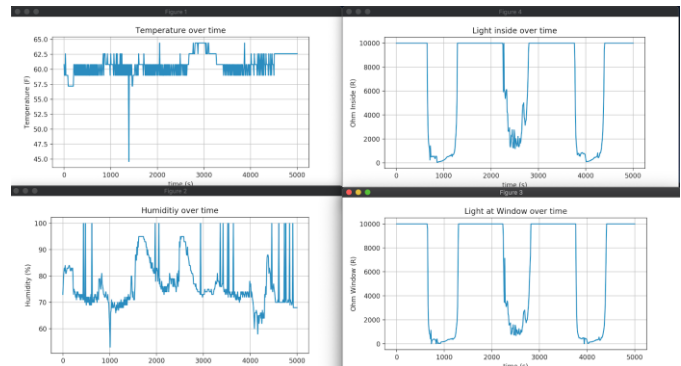 Figure 1
Temperature over time
65.0
62.5
60.0
57.5
55.0
52.5
50.0
47.5
45.0
Temperature (F)
0 1000 2000 3000 4000 5000
time (s)
Figure 4
Light inside over time
10000
8000
6000
4000
2000
0
Ohm Inside (R)
0 1000 2000 3000 4000 5000
time (s)
Figure 2
Humiditiy over time
100
90
80
70
60
Humidity (%)
0 1000 2000 3000 4000 5000
Figure 3
Light at Window over time
10000
8000
6000
4000
2000
0
Ohm Window (R)
0 1000 2000 3000 4000 5000
time (s)